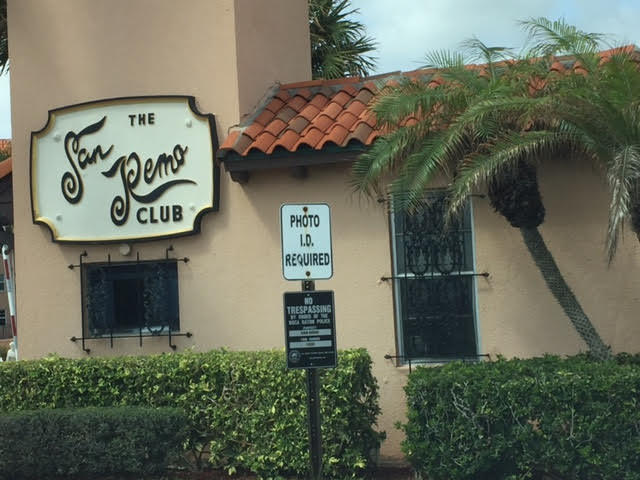 THE
San Remo
CLUB
PHOTO
I.D.
REQUIRED
NO
TRESPASSING
BY ORDER OF THE
BOCA RATON POLICE